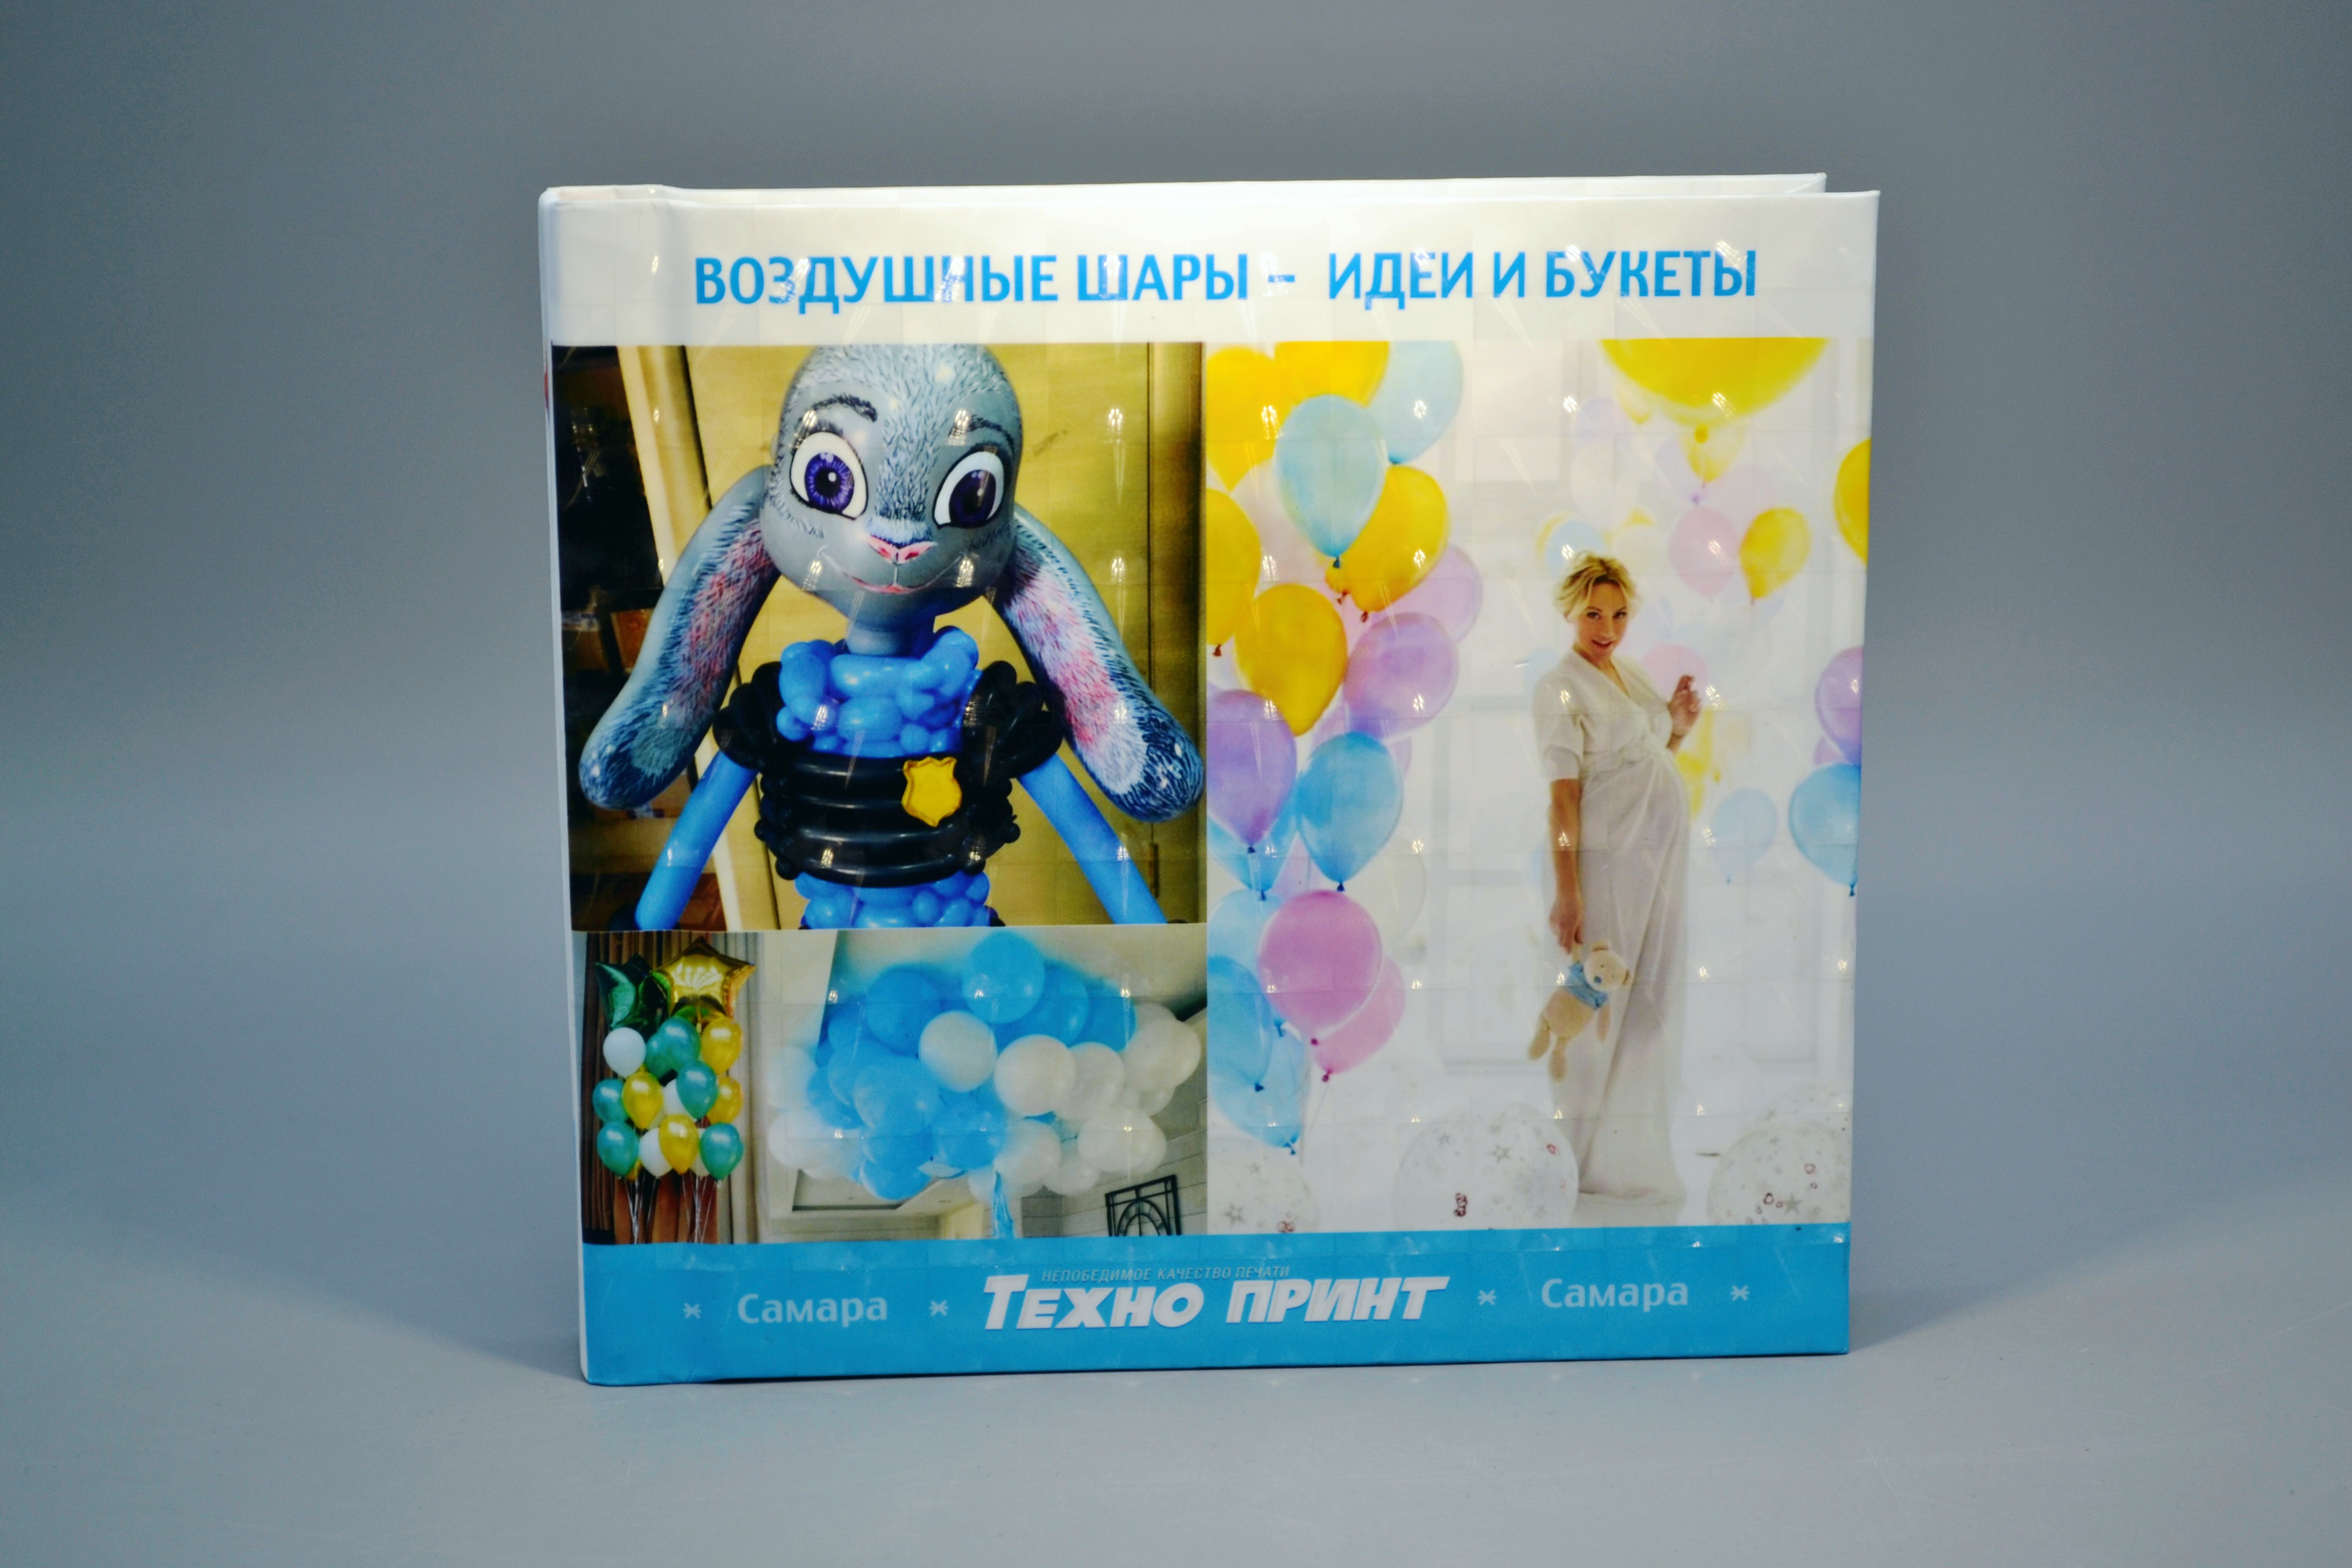 ВОЗДУШНЫЕ ШАРЫ - ИДЕИ И БУКЕТЫ
НЕПОБЕДИМОЕ КАЧЕСТВО ПЕЧАТИ
Самара ТЕХНО ПРИНТ Самара